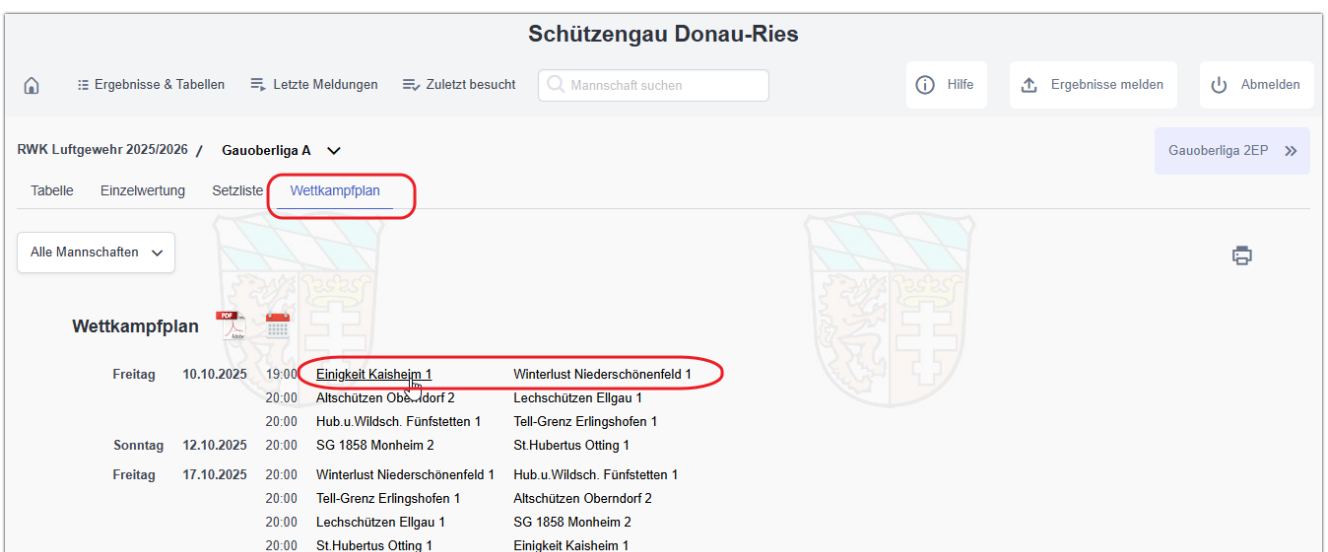 Schützengau Donau-Ries
Ergebnisse & Tabellen Letzte Meldungen Zuletzt besucht Mannschaft suchen Hilfe Ergebnisse melden Abmelden
RWK Luftgewehr 2025/2026 / Gauoberliga A Gauoberliga 2EP
Tabelle Einzelwertung Setzliste Wettkampfplan
Alle Mannschaften
Wettkampfplan PDF Adobe
Freitag 10.10.2025 19:00 Einigkeit Kaisheim 1 Winterlust Niederschönenfeld 1
20:00 Altschützen Oberndorf 2 Lechschützen Ellgau 1
20:00 Hub.u.Wildsch. Fünfstetten 1 Tell-Grenz Erlingshofen 1
Sonntag 12.10.2025 20:00 SG 1858 Monheim 2 St.Hubertus Otting 1
Freitag 17.10.2025 20:00 Winterlust Niederschönenfeld 1 Hub.u.Wildsch. Fünfstetten 1
20:00 Tell-Grenz Erlingshofen 1 Altschützen Oberndorf 2
20:00 Lechschützen Ellgau 1 SG 1858 Monheim 2
20:00 St.Hubertus Otting 1 Einigkeit Kaisheim 1